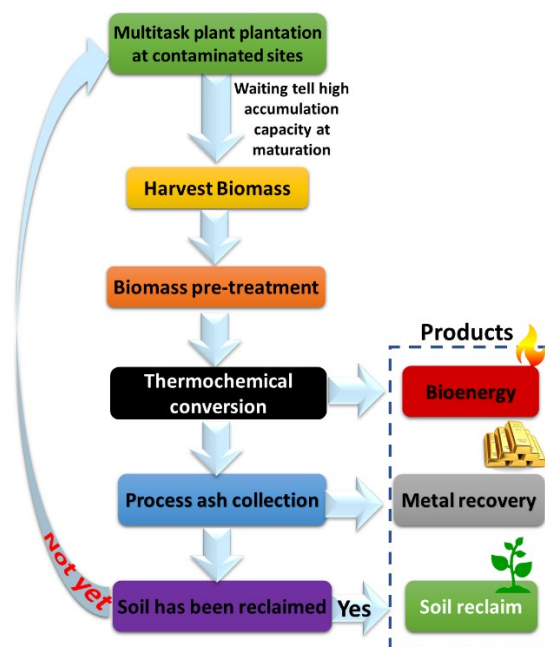 Multitask plant plantation
at contaminated sites
Waiting tell high
accumulation
capacity at
maturation
Harvest Biomass
Biomass pre-treatment
Products
Thermochemical
conversion
Bioenergy
Process ash collection
Metal recovery
Not yet
Soil has been reclaimed
Yes
Soil reclaim